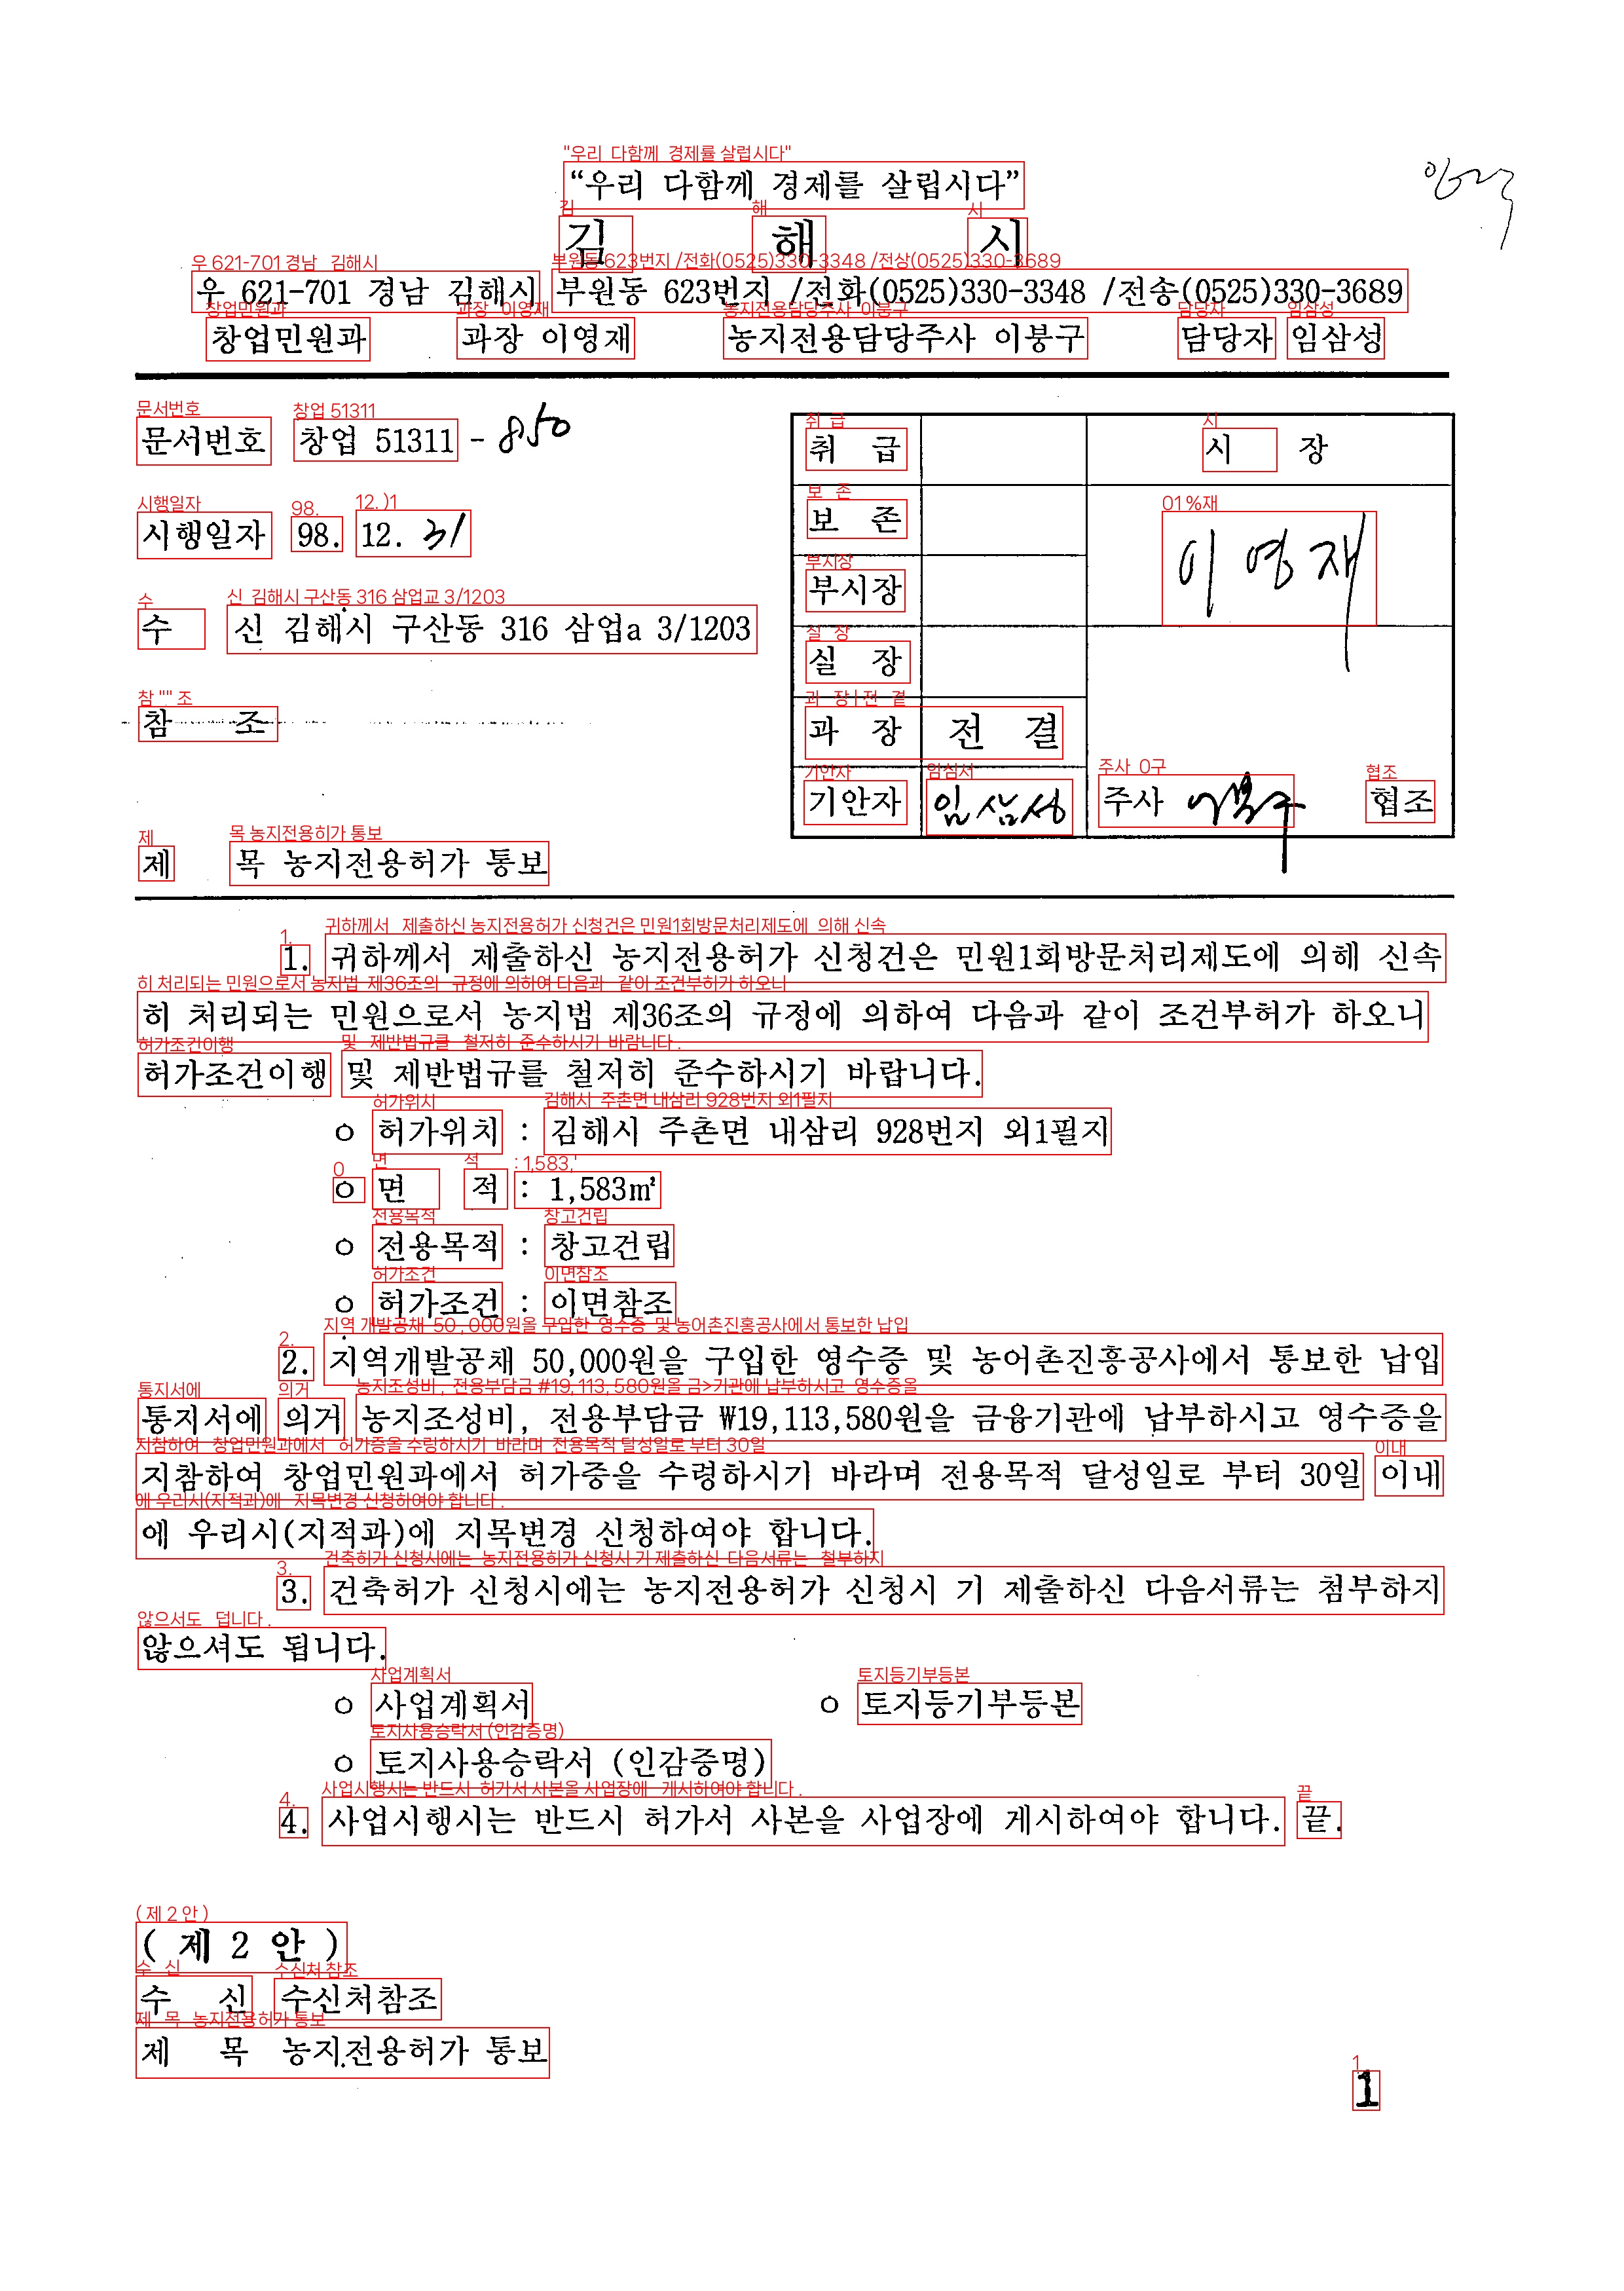 “우리 다함께 경제를 살립시다”
김 해 시
우 621-701 경남 김해시 부원동 623번지 /전화(0525)330-3348 /전송(0525)330-3689
창업민원과 과장 이영재 농지전용담당주사 이붕구 담당자 임삼성
문서번호 창업 51311 - 850
시행일자 98. 12. 31
수 신 김해시 구산동 316 삼업a 3/1203
참 조
취 급 시 장
보 존 이영재
부시장
실 장
과 장 전 결
기안자 임삼성 주사 협조
제 목 농지전용허가 통보
1. 귀하께서 제출하신 농지전용허가 신청건은 민원1회방문처리제도에 의해 신속
히 처리되는 민원으로서 농지법 제36조의 규정에 의하여 다음과 같이 조건부허가 하오니
허가조건이행 및 제반법규를 철저히 준수하시기 바랍니다.
o 허가위치 : 김해시 주촌면 내삼리 928번지 외1필지
o 면 적 : 1,583㎡
o 전용목적 : 창고건립
o 허가조건 : 이면참조
2. 지역개발공채 50,000원을 구입한 영수증 및 농어촌진흥공사에서 통보한 납입
통지서에 의거 농지조성비, 전용부담금 ₩19,113,580원을 금융기관에 납부하시고 영수증을
지참하여 창업민원과에서 허가증을 수령하시기 바라며 전용목적 달성일로 부터 30일 이내
에 우리시(지적과)에 지목변경 신청하여야 합니다.
3. 건축허가 신청시에는 농지전용허가 신청시 기 제출하신 다음서류는 첨부하지
않으셔도 됩니다.
o 사업계획서 o 토지등기부등본
o 토지사용승락서 (인감증명)
4. 사업시행시는 반드시 허가서 사본을 사업장에 게시하여야 합니다. 끝.
( 제 2 안 )
수 신 수신처참조
제 목 농지전용허가 통보
1